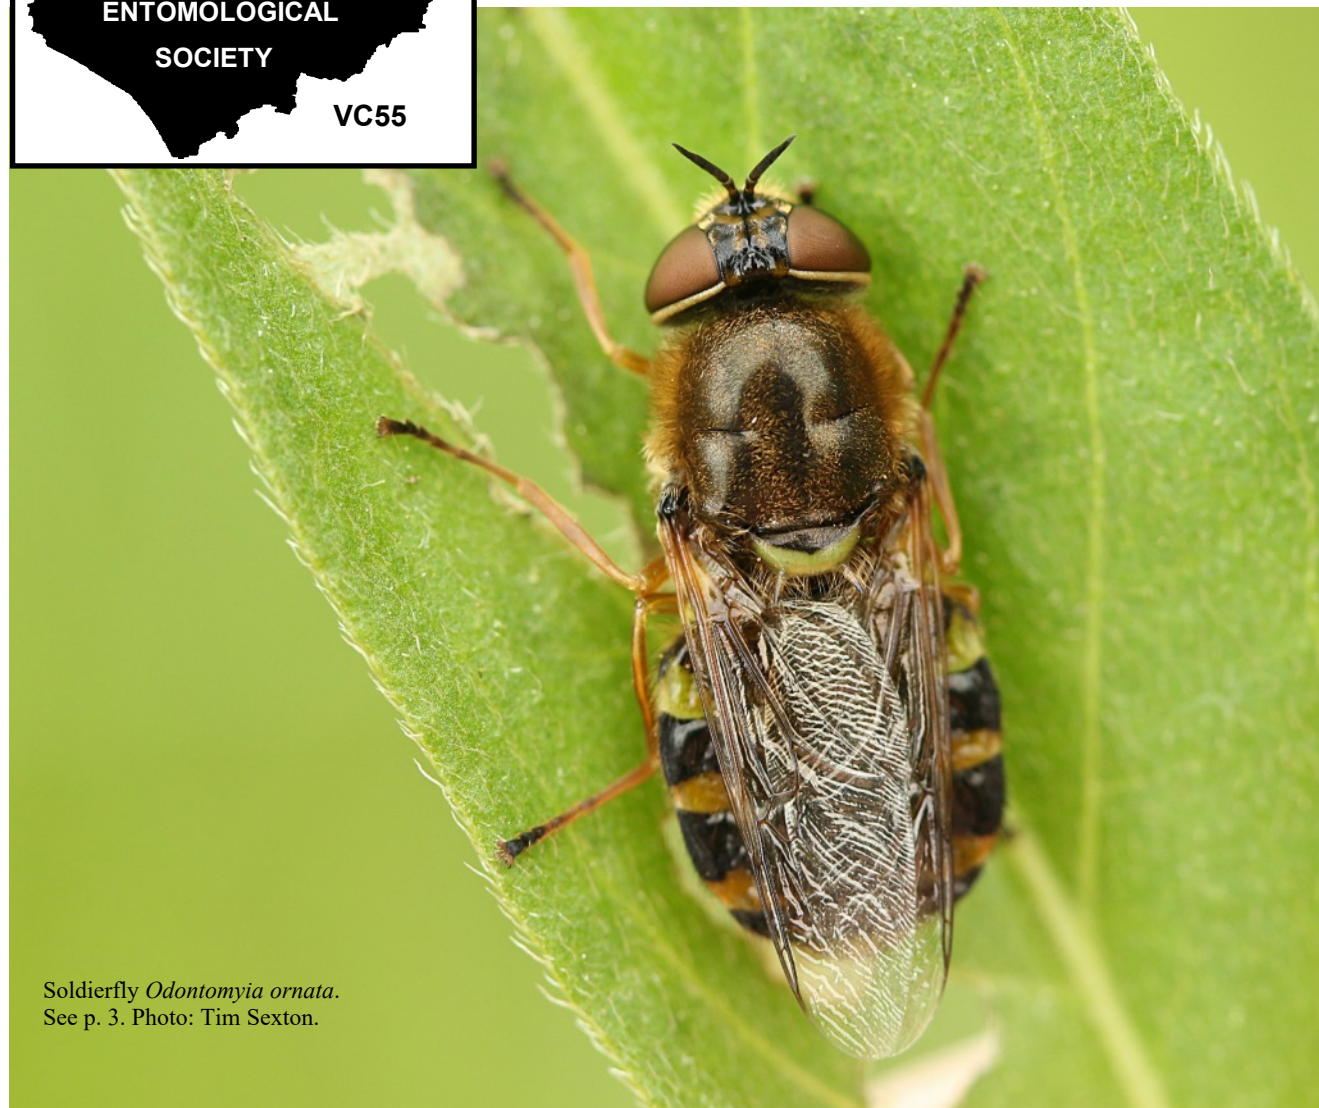 ENTOMOLOGICAL
SOCIETY
VC55
Soldierfly Odontomyia ornata.
See p. 3. Photo: Tim Sexton.